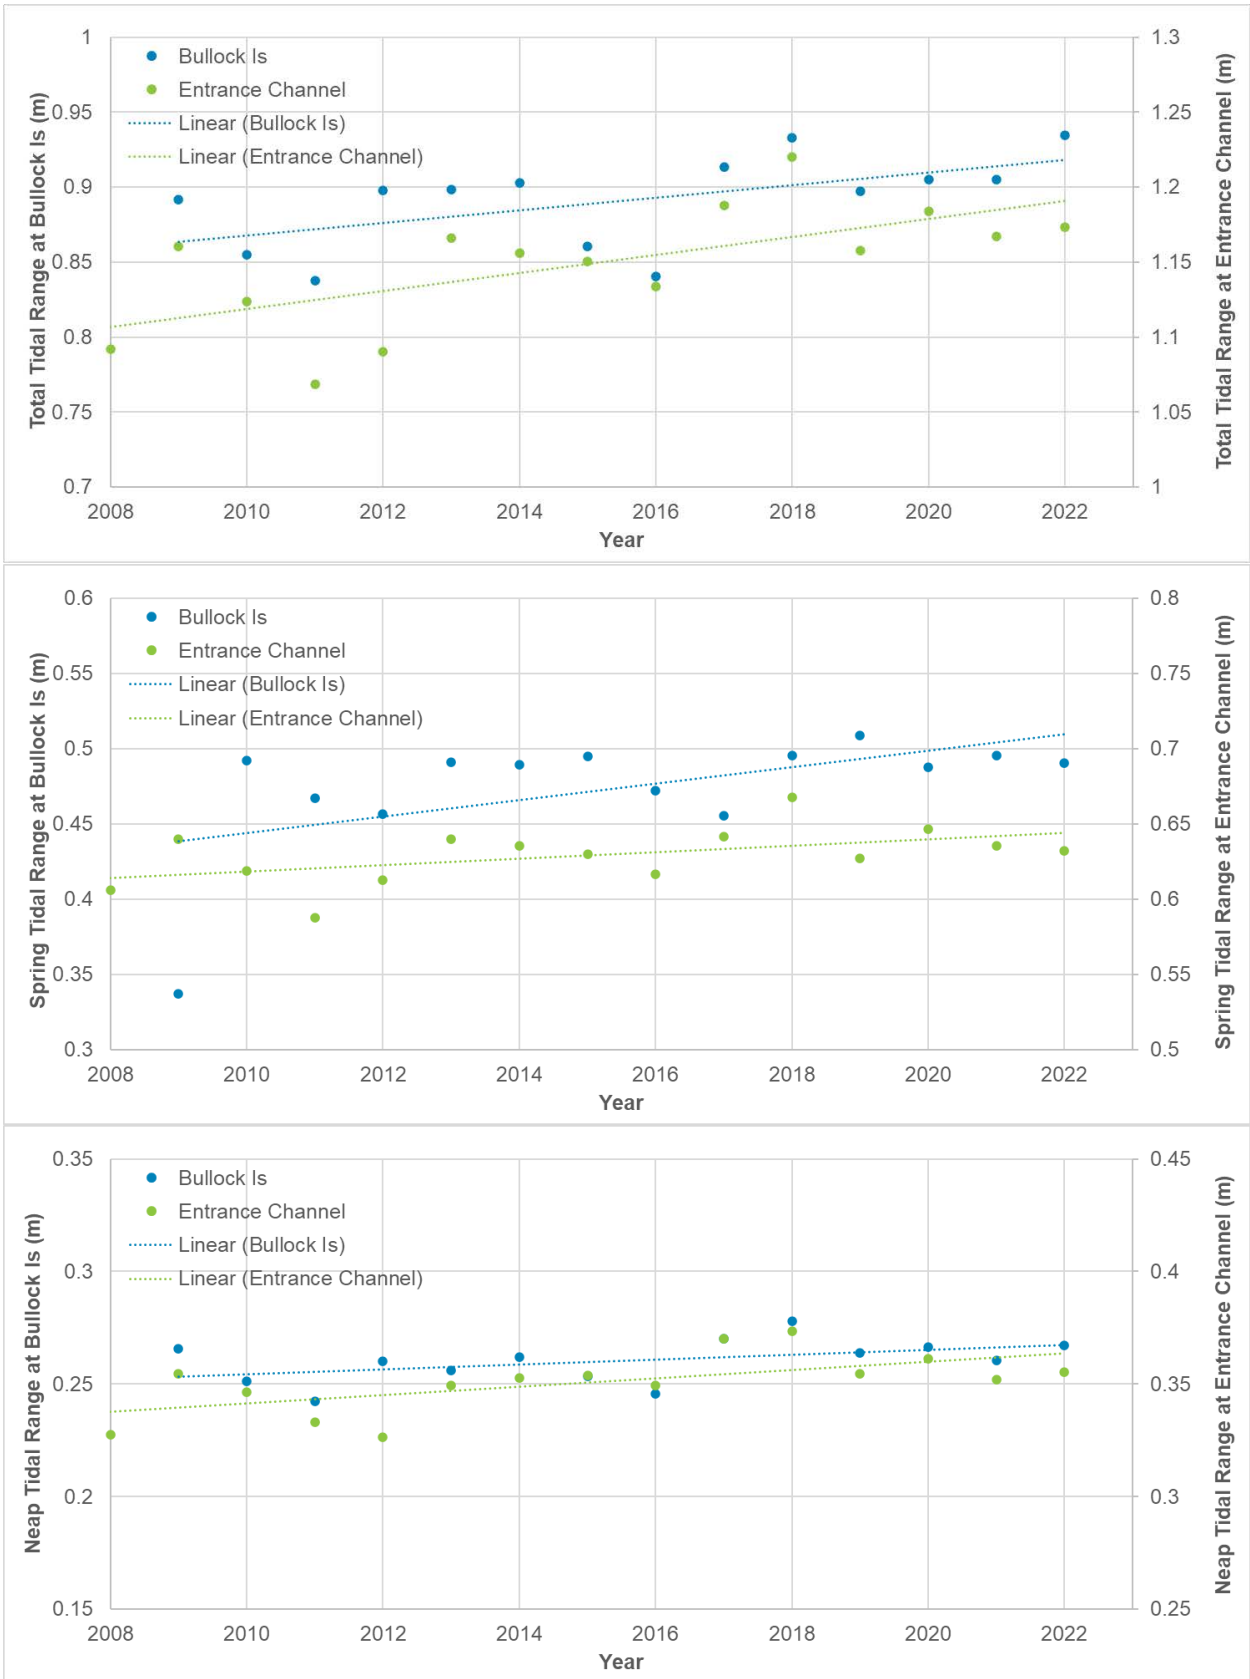 Total Tidal Range at Bullock Is (m)
1
0.95
0.9
0.85
0.8
0.75
0.7
Bullock Is
Entrance Channel
Linear (Bullock Is)
Linear (Entrance Channel)
1.3
1.25
1.2
1.15
1.1
1.05
1
Total Tidal Range at Entrance Channel (m)
2008 2010 2012 2014 2016 2018 2020 2022
Year
Spring Tidal Range at Bullock Is (m)
0.6
0.55
0.5
0.45
0.4
0.35
0.3
Bullock Is
Entrance Channel
Linear (Bullock Is)
Linear (Entrance Channel)
0.8
0.75
0.7
0.65
0.6
0.55
0.5
Spring Tidal Range at Entrance Channel (m)
2008 2010 2012 2014 2016 2018 2020 2022
Year
Neap Tidal Range at Bullock Is (m)
0.35
0.3
0.25
0.2
0.15
Bullock Is
Entrance Channel
Linear (Bullock Is)
Linear (Entrance Channel)
0.45
0.4
0.35
0.3
0.25
Neap Tidal Range at Entrance Channel (m)
2008 2010 2012 2014 2016 2018 2020 2022
Year